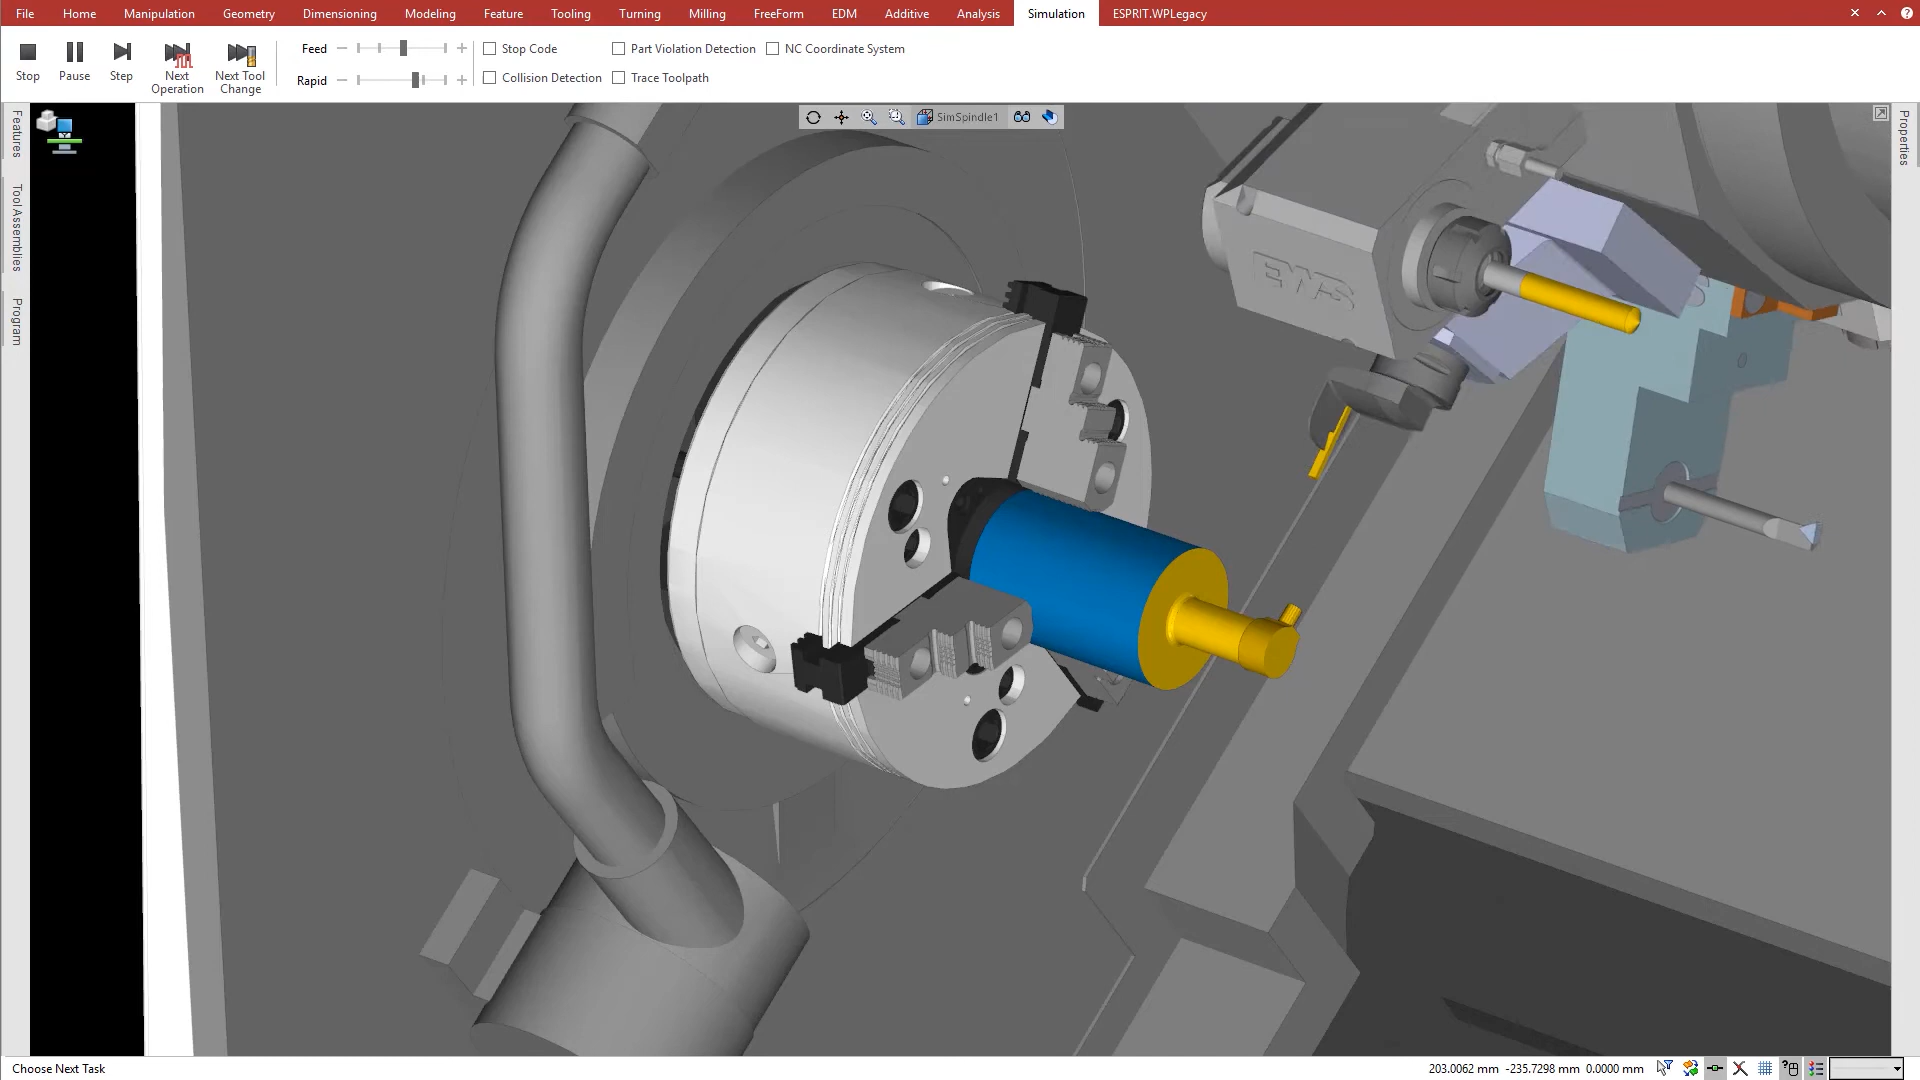 File Home Manipulation Geometry Dimensioning Modeling Feature Tooling Turning Milling FreeForm EDM Additive Analysis Simulation ESPRIT.WPLegacy
Stop
Pause
Step
Next
Operation
Next Tool
Change
Feed
Rapid
Stop Code
Part Violation Detection
NC Coordinate System
Collision Detection
Trace Toolpath
Features
Tool Assemblies
Program
SimSpindle1
Properties
EWS
Choose Next Task
203.0062 mm -235.7298 mm 0.0000 mm